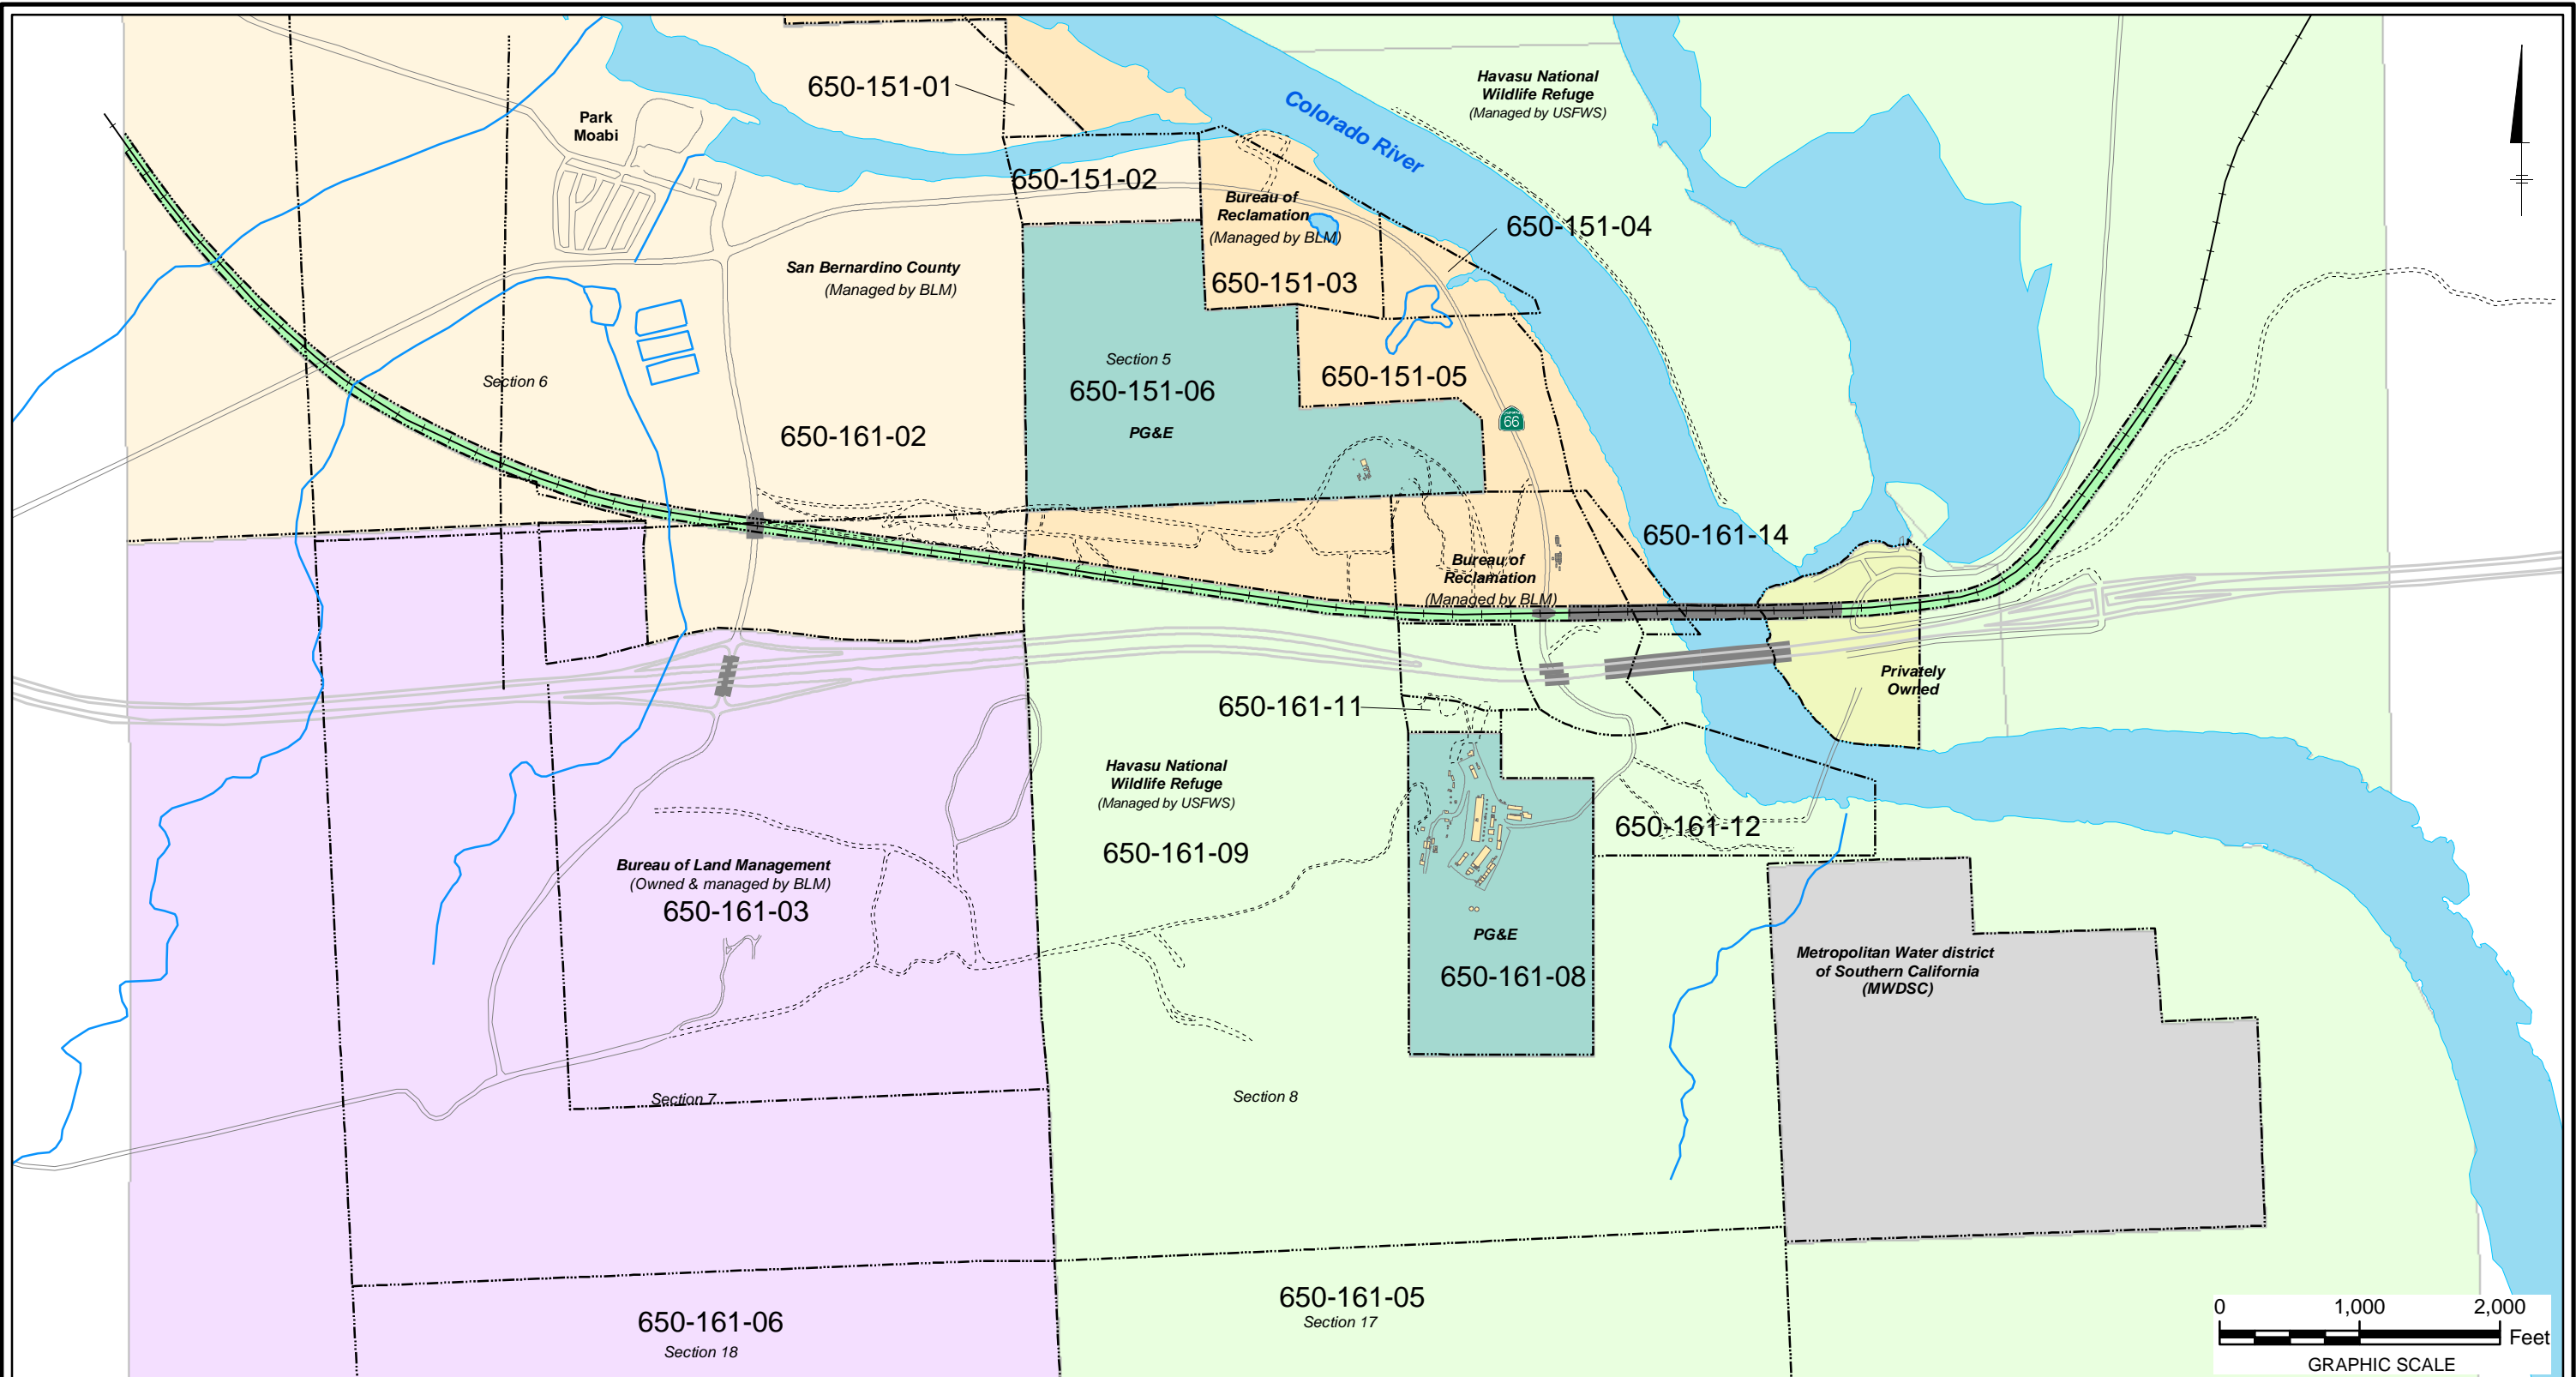 650-151-01
Park
Moabi
Colorado River
Havasu National
Wildlife Refuge
(Managed by USFWS)
650-151-02
Bureau of
Reclamation
(Managed by BLM)
650-151-03
650-151-04
San Bernardino County
(Managed by BLM)
Section 6
Section 5
650-151-06
PG&E
650-151-05
66
650-161-02
650-161-14
Bureau of
Reclamation
(Managed by BLM)
Privately
Owned
650-161-11
Havasu National
Wildlife Refuge
(Managed by USFWS)
650-161-09
650-161-12
Bureau of Land Management
(Owned & managed by BLM)
650-161-03
PG&E
650-161-08
Metropolitan Water district
of Southern California
(MWDSC)
Section 7
Section 8
650-161-06
Section 18
650-161-05
Section 17
0 1,000 2,000
Feet
GRAPHIC SCALE